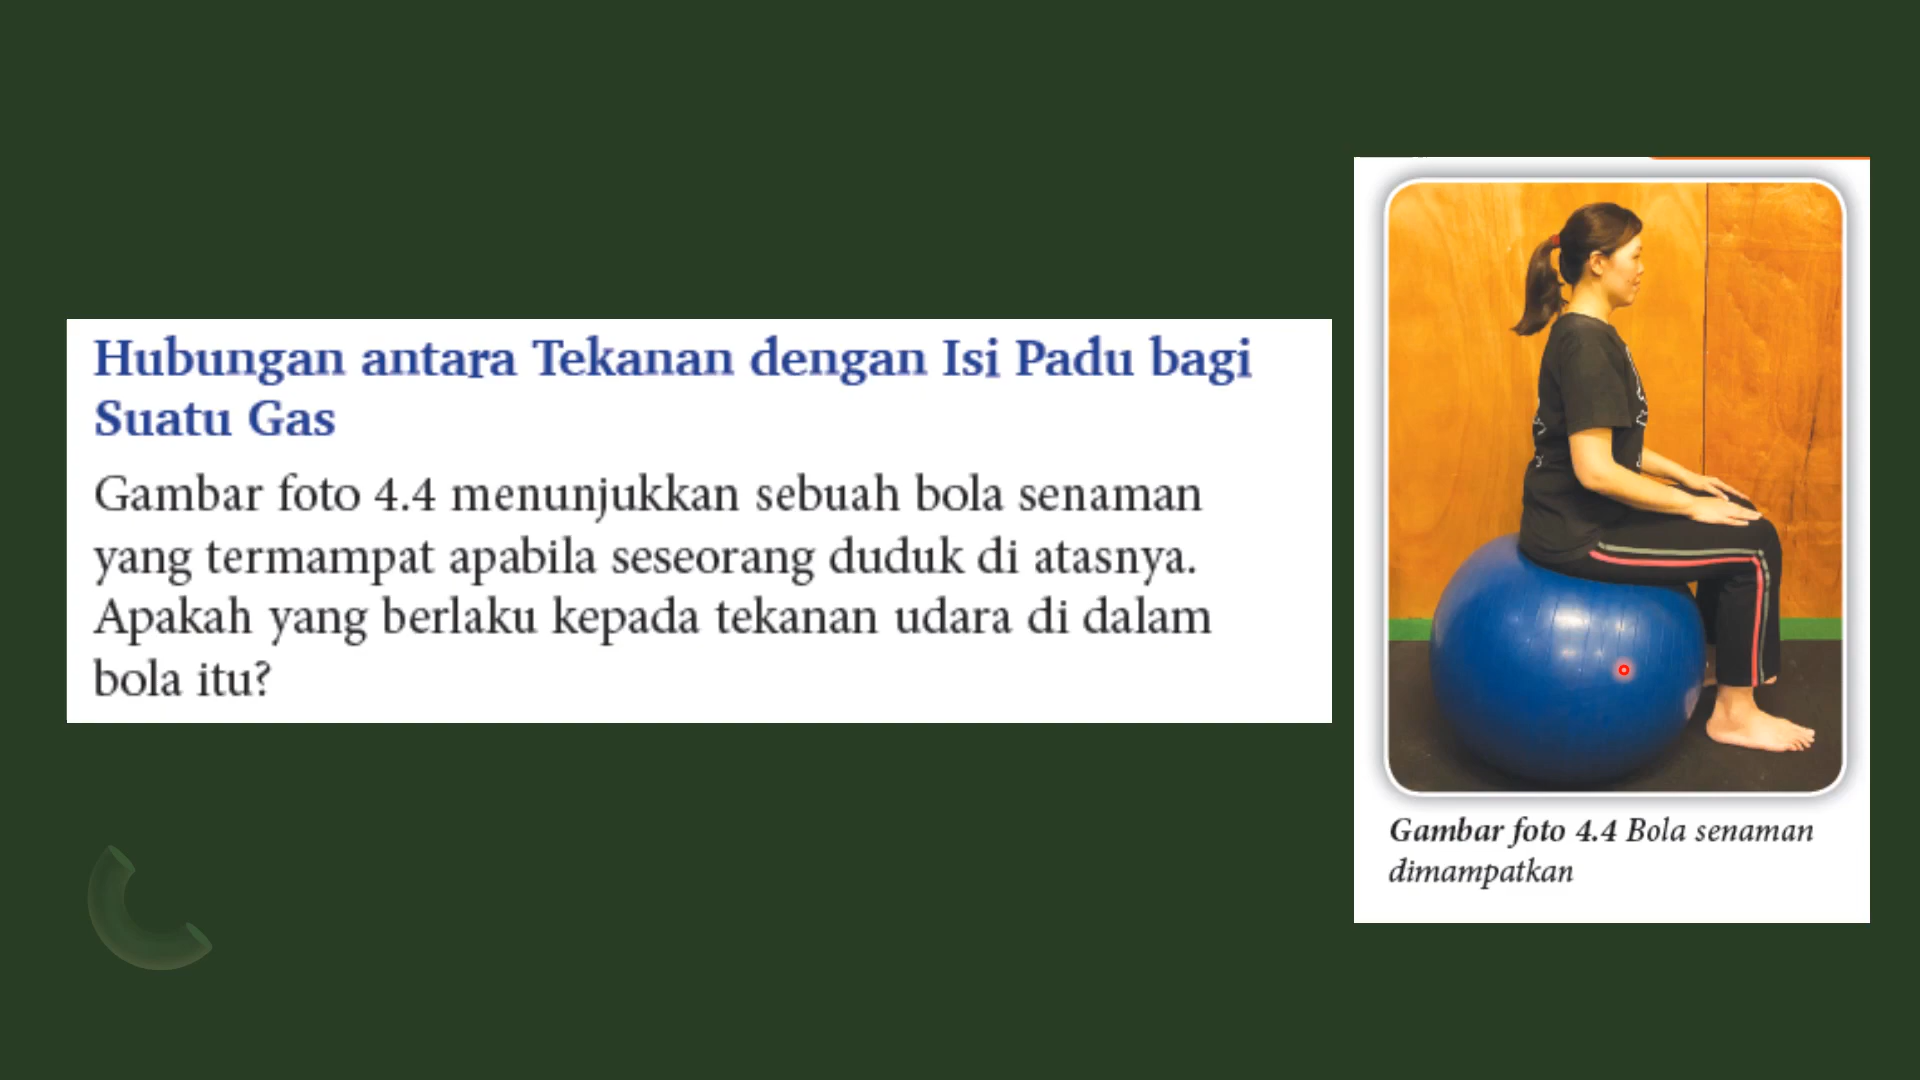 Hubungan antara Tekanan dengan Isi Padu bagi
Suatu Gas
Gambar foto 4.4 menunjukkan sebuah bola senaman
yang termampat apabila seseorang duduk di atasnya.
Apakah yang berlaku kepada tekanan udara di dalam
bola itu?
Gambar foto 4.4 Bola senaman
dimampatkan